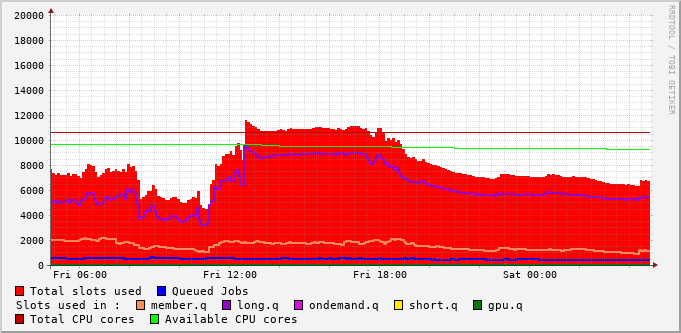 RRDTOOL / TOBI OETIKER
20000
18000
16000
14000
12000
10000
8000
6000
4000
2000
0
Fri 06:00 Fri 12:00 Fri 18:00 Sat 00:00
Total slots used Queued Jobs
Slots used in : member.q long.q ondemand.q short.q gpu.q
Total CPU cores Available CPU cores